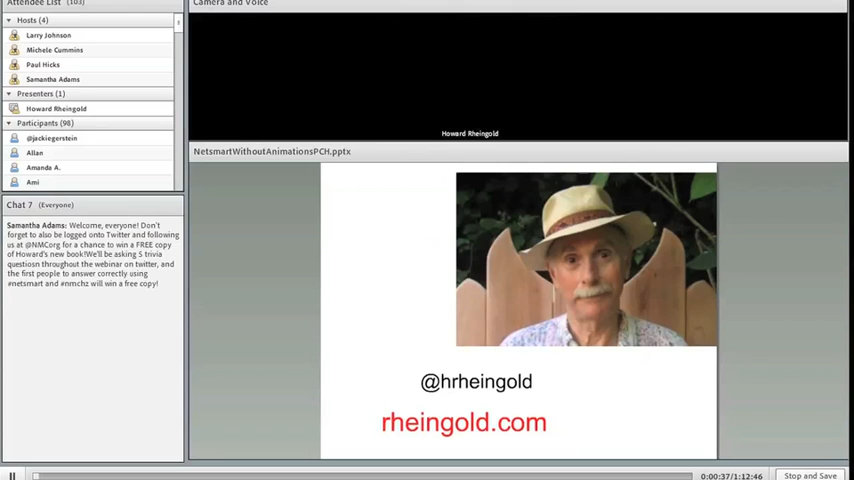 Attendee List (103)
Hosts (4)
Larry Johnson
Michele Cummins
Paul Hicks
Samantha Adams
Presenters (1)
Howard Rheingold
Participants (98)
@jackiegerstein
Allan
Amanda A.
Ami
Chat 7 (Everyone)
Samantha Adams: Welcome, everyone! Don't
forget to also be logged onto Twitter and following
us at @NMCorg for a chance to win a FREE copy
of Howard's new book!We'll be asking 5 trivia
questiosn throughout the webinar on twitter, and
the first people to answer correctly using
#netsmart and #nmchz will win a free copy!
Camera and Voice
Howard Rheingold
NetsmartWithoutAnimationsPCH.pptx
@hrheingold
rheingold.com
0:00:37/1:12:46
Stop and Save